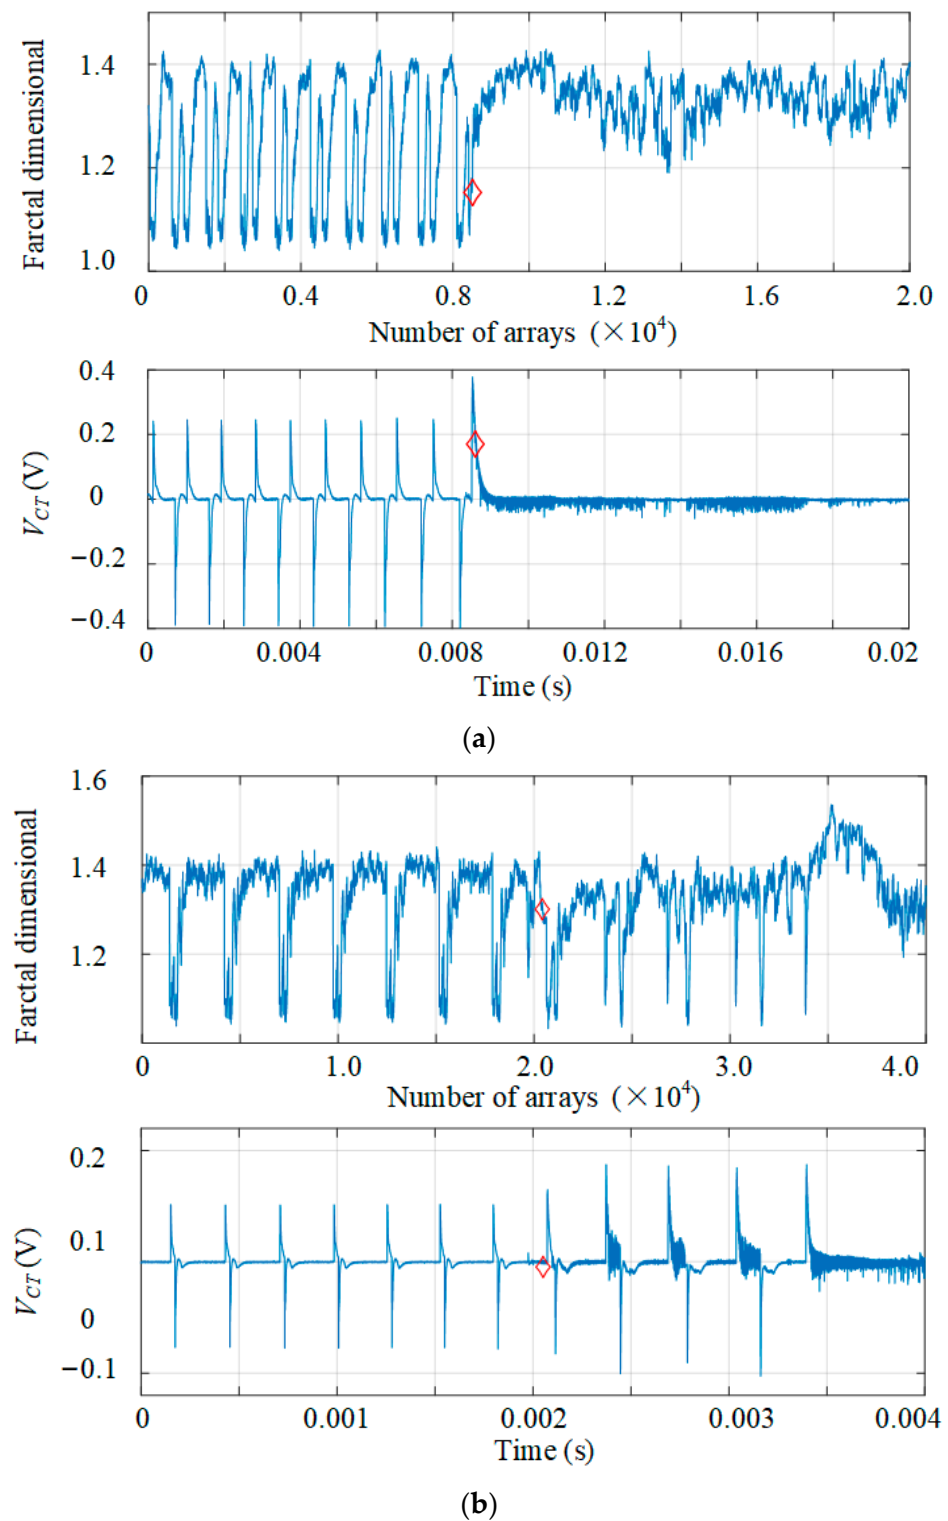 Farctal dimensional
1.4
1.2
1.0
0 0.4 0.8 1.2 1.6 2.0
Number of arrays (×10⁴)
V_CT (V)
0.4
0.2
0
−0.2
−0.4
0 0.004 0.008 0.012 0.016 0.02
Time (s)
(a)
Farctal dimensional
1.6
1.4
1.2
0 1.0 2.0 3.0 4.0
Number of arrays (×10⁴)
V_CT (V)
0.2
0.1
0
−0.1
0 0.001 0.002 0.003 0.004
Time (s)
(b)